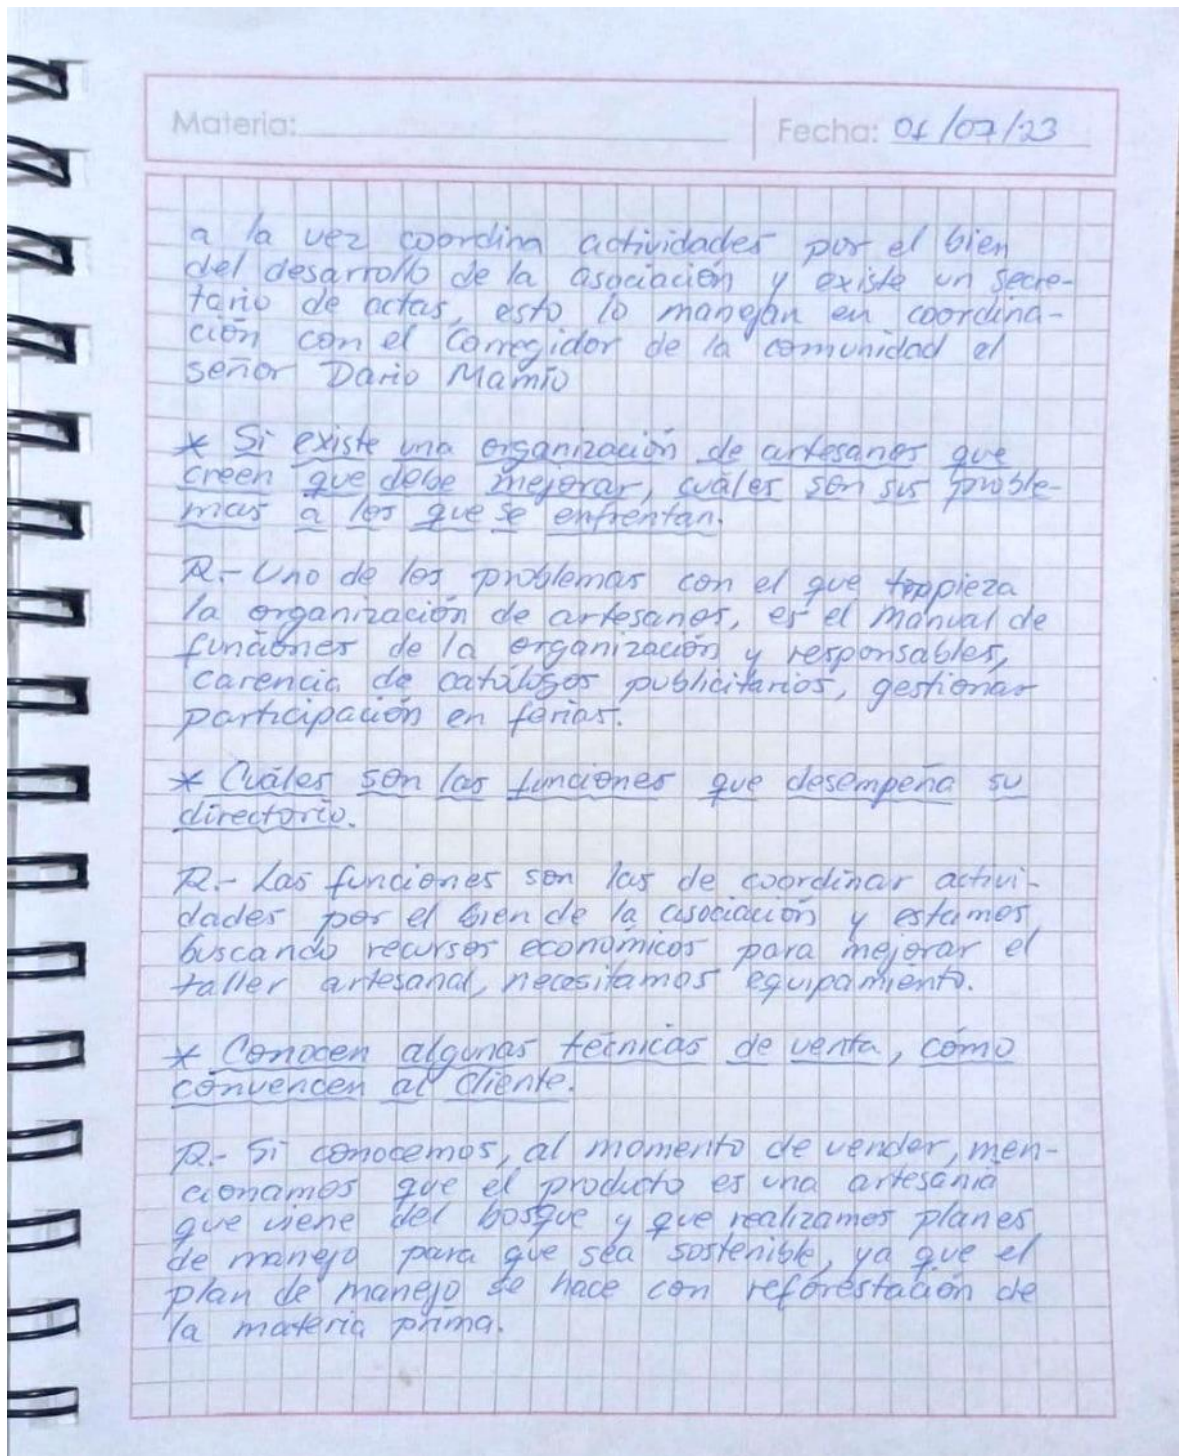 Materia:
Fecha: 01/07/23
a la vez coordina actividades por el bien
del desarrollo de la asociación y existe un secre-
tario de actas, esto lo manejan en coordina-
ción con el Corregidor de la comunidad el
señor Dario Mamio
* Si existe una organización de artesanos que
creen que debe mejorar, cuáles son sus proble-
mas a los que se enfrentan.
R.- Uno de los problemas con el que tropieza
la organización de artesanos, es el manual de
funciones de la organización y responsables,
carencia de catálogos publicitarios, gestionar
participación en ferias.
* Cuáles son las funciones que desempeña su
directorio.
R.- Las funciones son las de coordinar activi-
dades por el bien de la asociación y estamos
buscando recursos económicos para mejorar el
taller artesanal, necesitamos equipamiento.
* Conocen algunas técnicas de venta, cómo
convencen al cliente.
R.- Si conocemos, al momento de vender, men-
cionamos que el producto es una artesania
que viene del bosque y que realizamos planes
de manejo para que sea sostenible, ya que el
plan de manejo se hace con reforestación de
la materia prima.